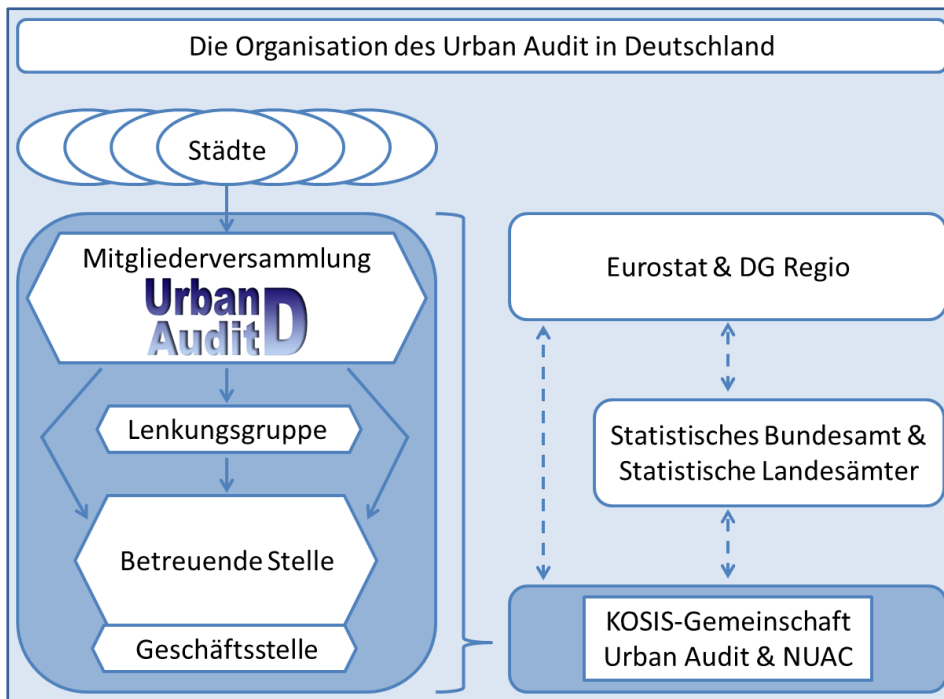 Die Organisation des Urban Audit in Deutschland
Städte
Mitgliederversammlung
Urban
Audit D
Lenkungsgruppe
Betreuende Stelle
Geschäftsstelle
Eurostat & DG Regio
Statistisches Bundesamt &
Statistische Landesämter
KOSIS-Gemeinschaft
Urban Audit & NUAC